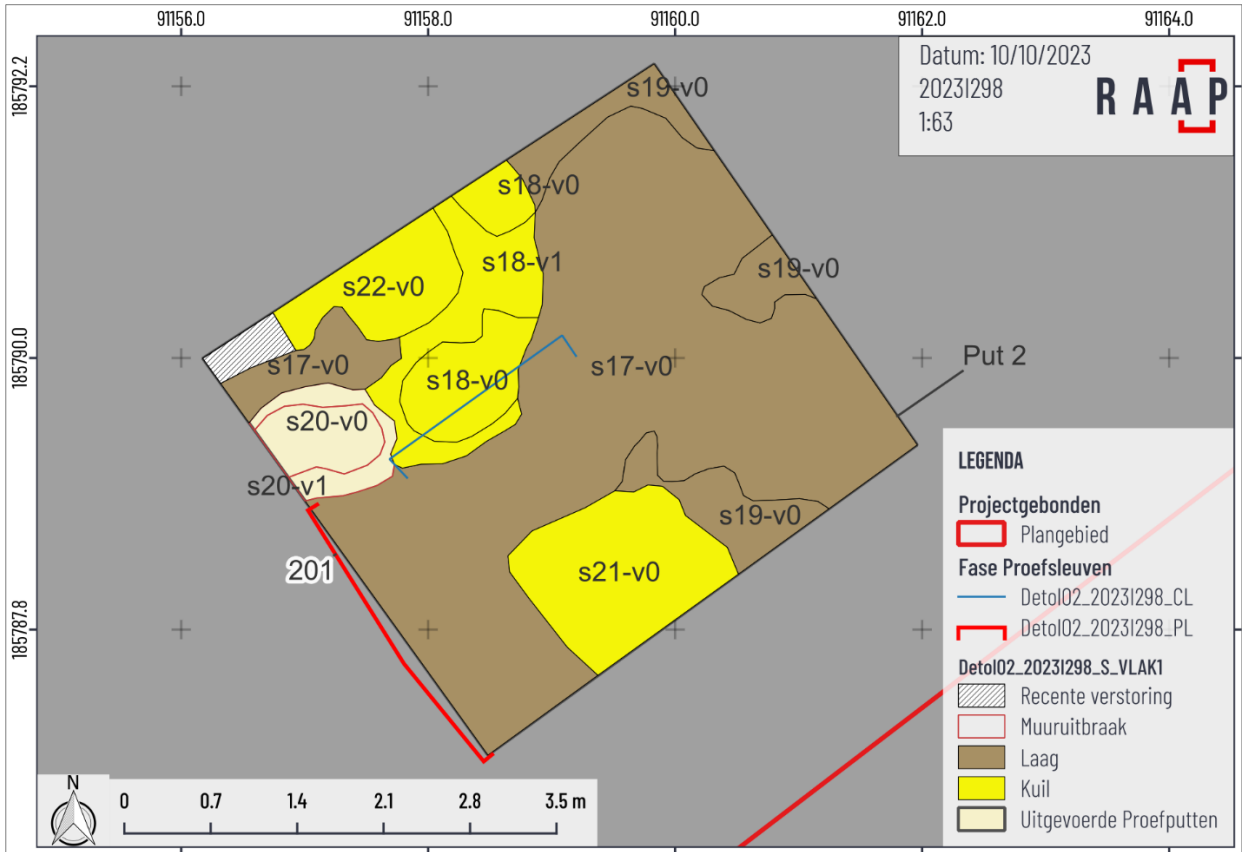 91156.0 91158.0 91160.0 91162.0 91164.0
185792.2
185790.0
185787.8
Datum: 10/10/2023
2023I298
1:63
RAAP
s19-v0
s18-v0
s18-v1
s22-v0
s19-v0
s17-v0
s18-v0
s17-v0
Put 2
s20-v0
s20-v1
s19-v0
201
s21-v0
LEGENDA
Projectgebonden
Plangebied
Fase Proefsleuven
Detol02_2023I298_CL
Detol02_2023I298_PL
Detol02_2023I298_S_VLAK1
Recente verstoring
Muuruitbraak
Laag
Kuil
Uitgevoerde Proefputten
N
0 0.7 1.4 2.1 2.8 3.5 m